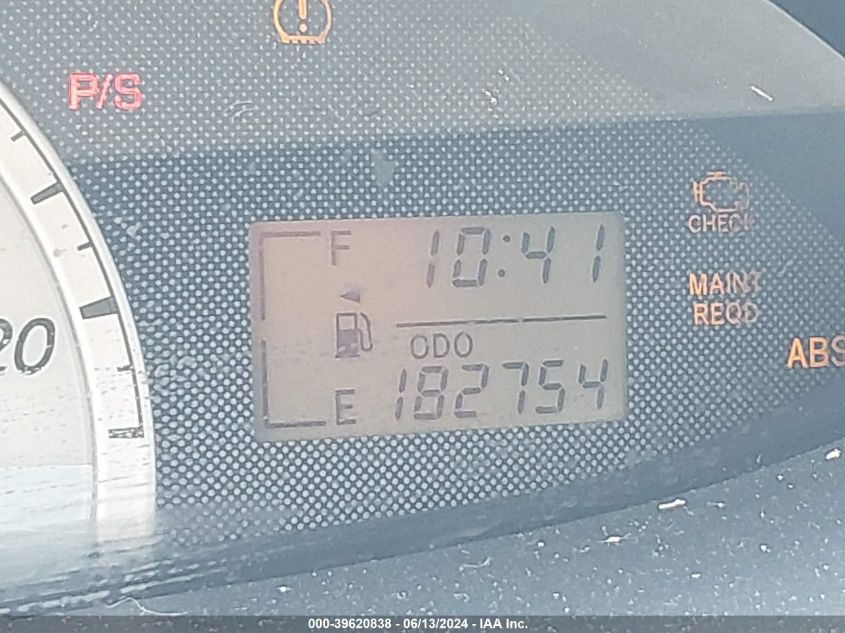 P/S
F 10:41
CHECK
MAINT
REQD
20
ODO
ABS
E 182754
000-39620838 - 06/13/2024 - IAA Inc.